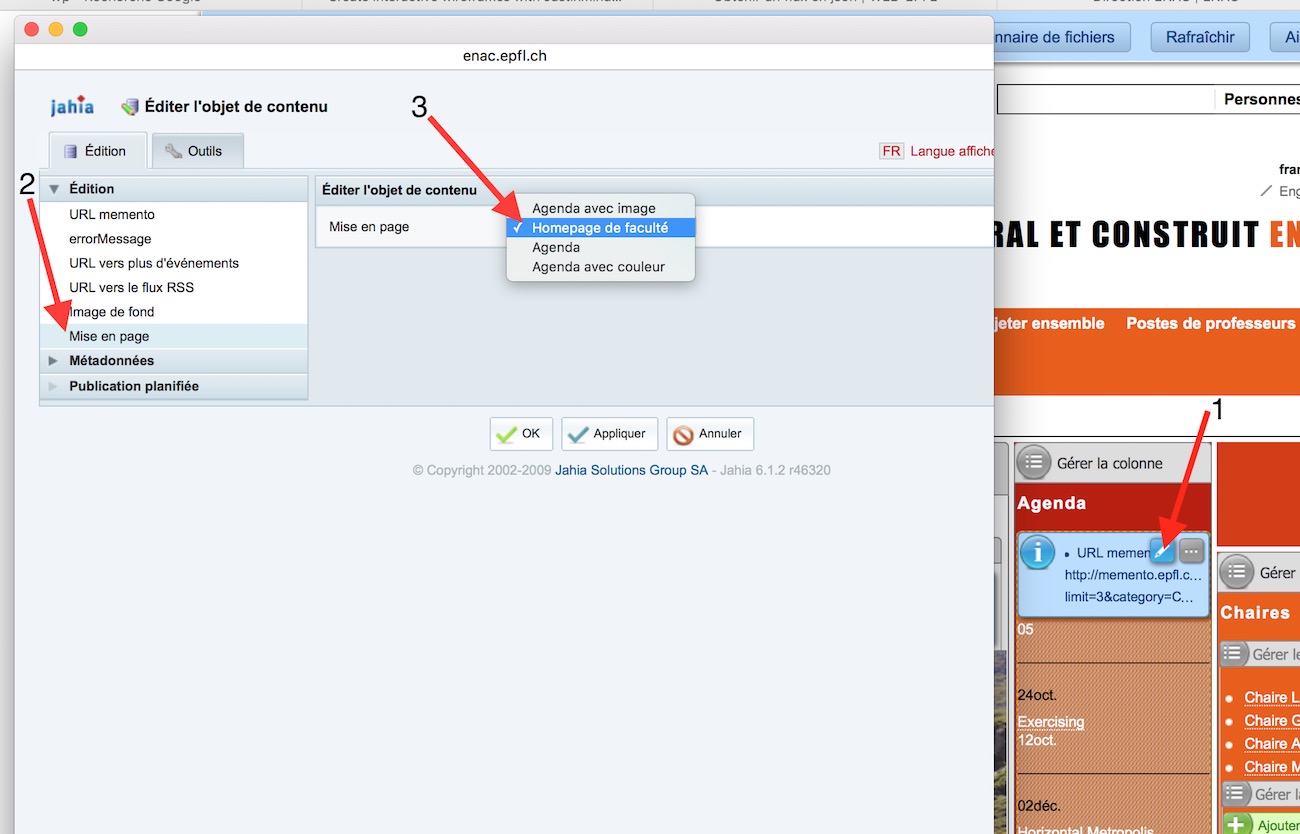 enac.epfl.ch
jahia
Éditer l'objet de contenu
3
Édition
Outils
FR Langue affiche
2
Édition
URL memento
errorMessage
URL vers plus d'événements
URL vers le flux RSS
Image de fond
Mise en page
Métadonnées
Publication planifiée
Éditer l'objet de contenu
Mise en page
Agenda avec image
✓ Homepage de faculté
Agenda
Agenda avec couleur
OK
Appliquer
Annuler
© Copyright 2002-2009 Jahia Solutions Group SA - Jahia 6.1.2 r46320
nnaire de fichiers
Rafraîchir
Ai
Personnes
fran
Eng
RAL ET CONSTRUIT EN
jeter ensemble
Postes de professeurs
1
Gérer la colonne
Agenda
• URL memen
http://memento.epfl.c...
limit=3&category=C...
05
24oct.
Exercising
12oct.
02déc.
Horizontal Metropolis
Gérer
Chaires
Gérer le
Chaire L
Chaire G
Chaire A
Chaire M
Gérer la
Ajouter